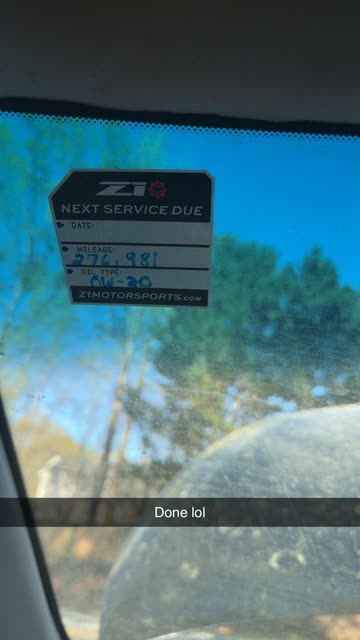 Z1
NEXT SERVICE DUE
DATE:
MILEAGE:
276,981
OIL TYPE:
0W-20
Z1MOTORSPORTS.COM
Done lol